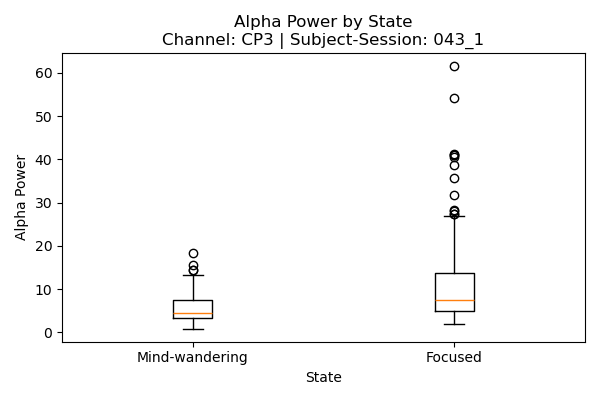 Alpha Power by State
Channel: CP3 | Subject-Session: 043_1
60
50
40
30
20
10
0
Alpha Power
Mind-wandering
Focused
State